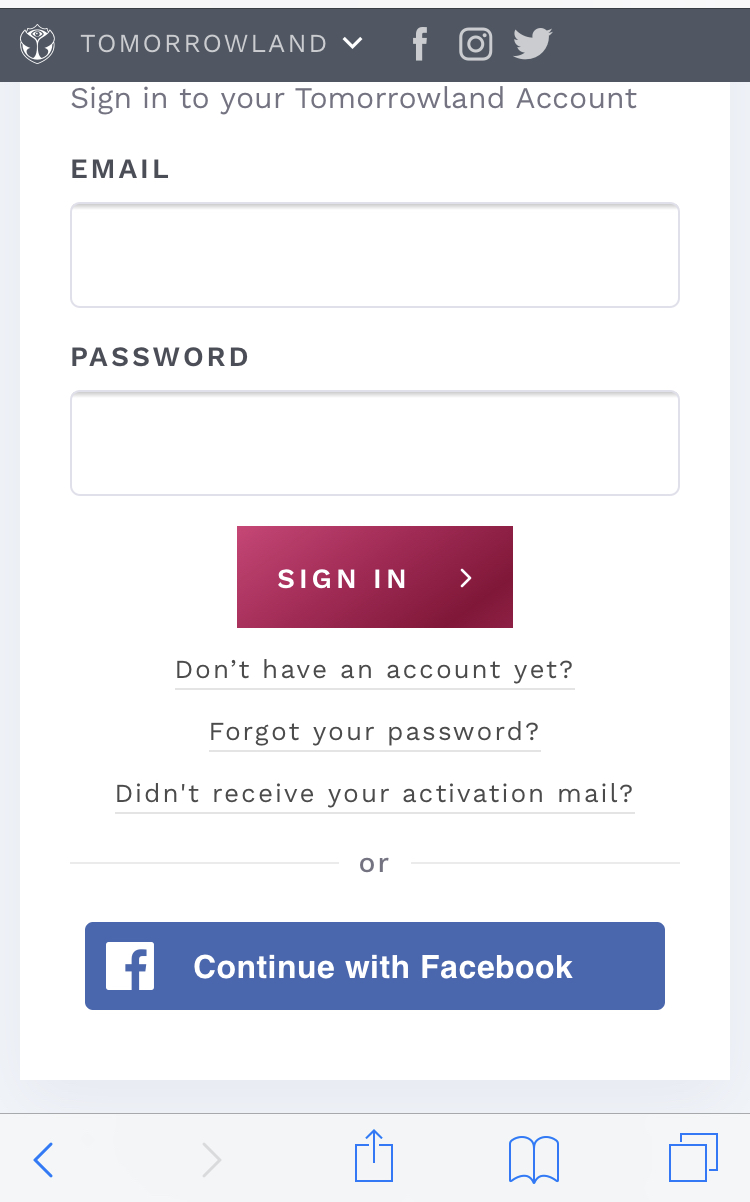 TOMORROWLAND
Sign in to your Tomorrowland Account
EMAIL
PASSWORD
SIGN IN
Don’t have an account yet?
Forgot your password?
Didn't receive your activation mail?
or
Continue with Facebook